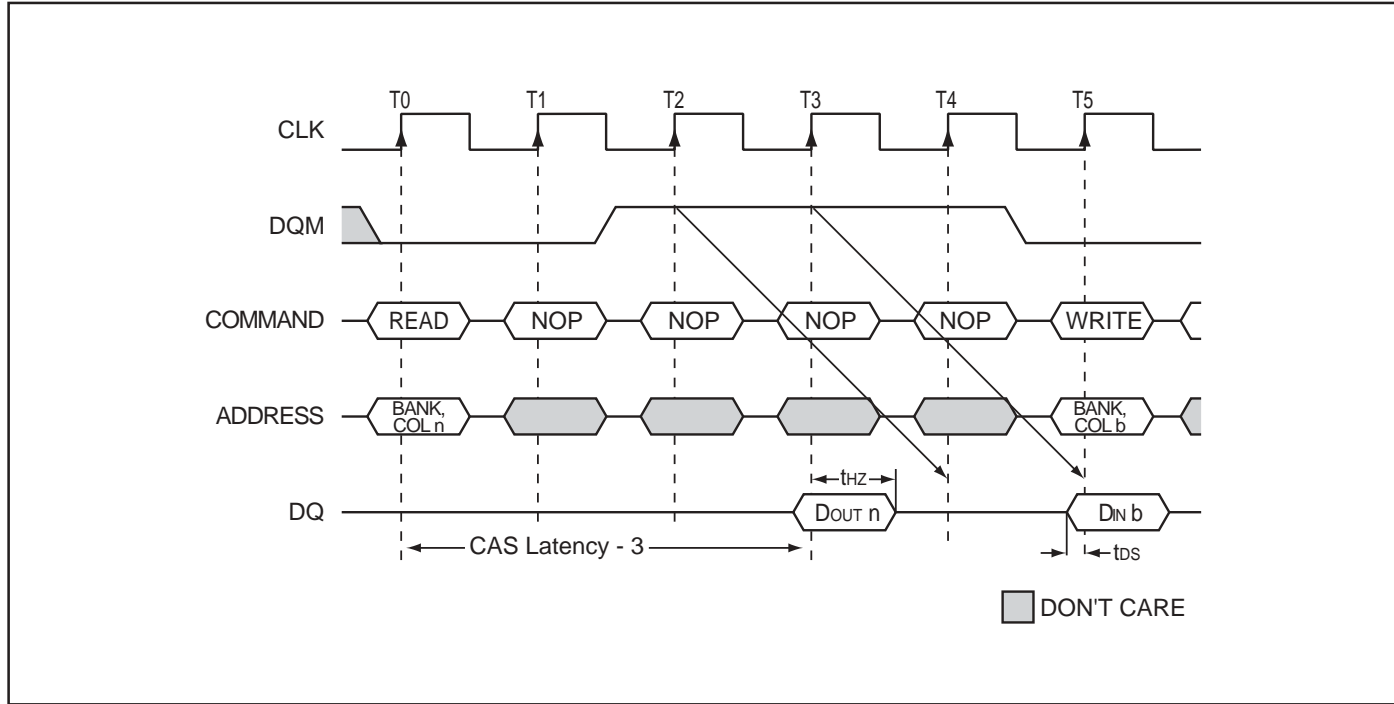 T0 T1 T2 T3 T4 T5
CLK
DQM
COMMAND READ NOP NOP NOP NOP WRITE
ADDRESS BANK, COL n BANK, COL b
tHZ
DQ DOUT n DIN b
CAS Latency - 3 tDS
DON'T CARE